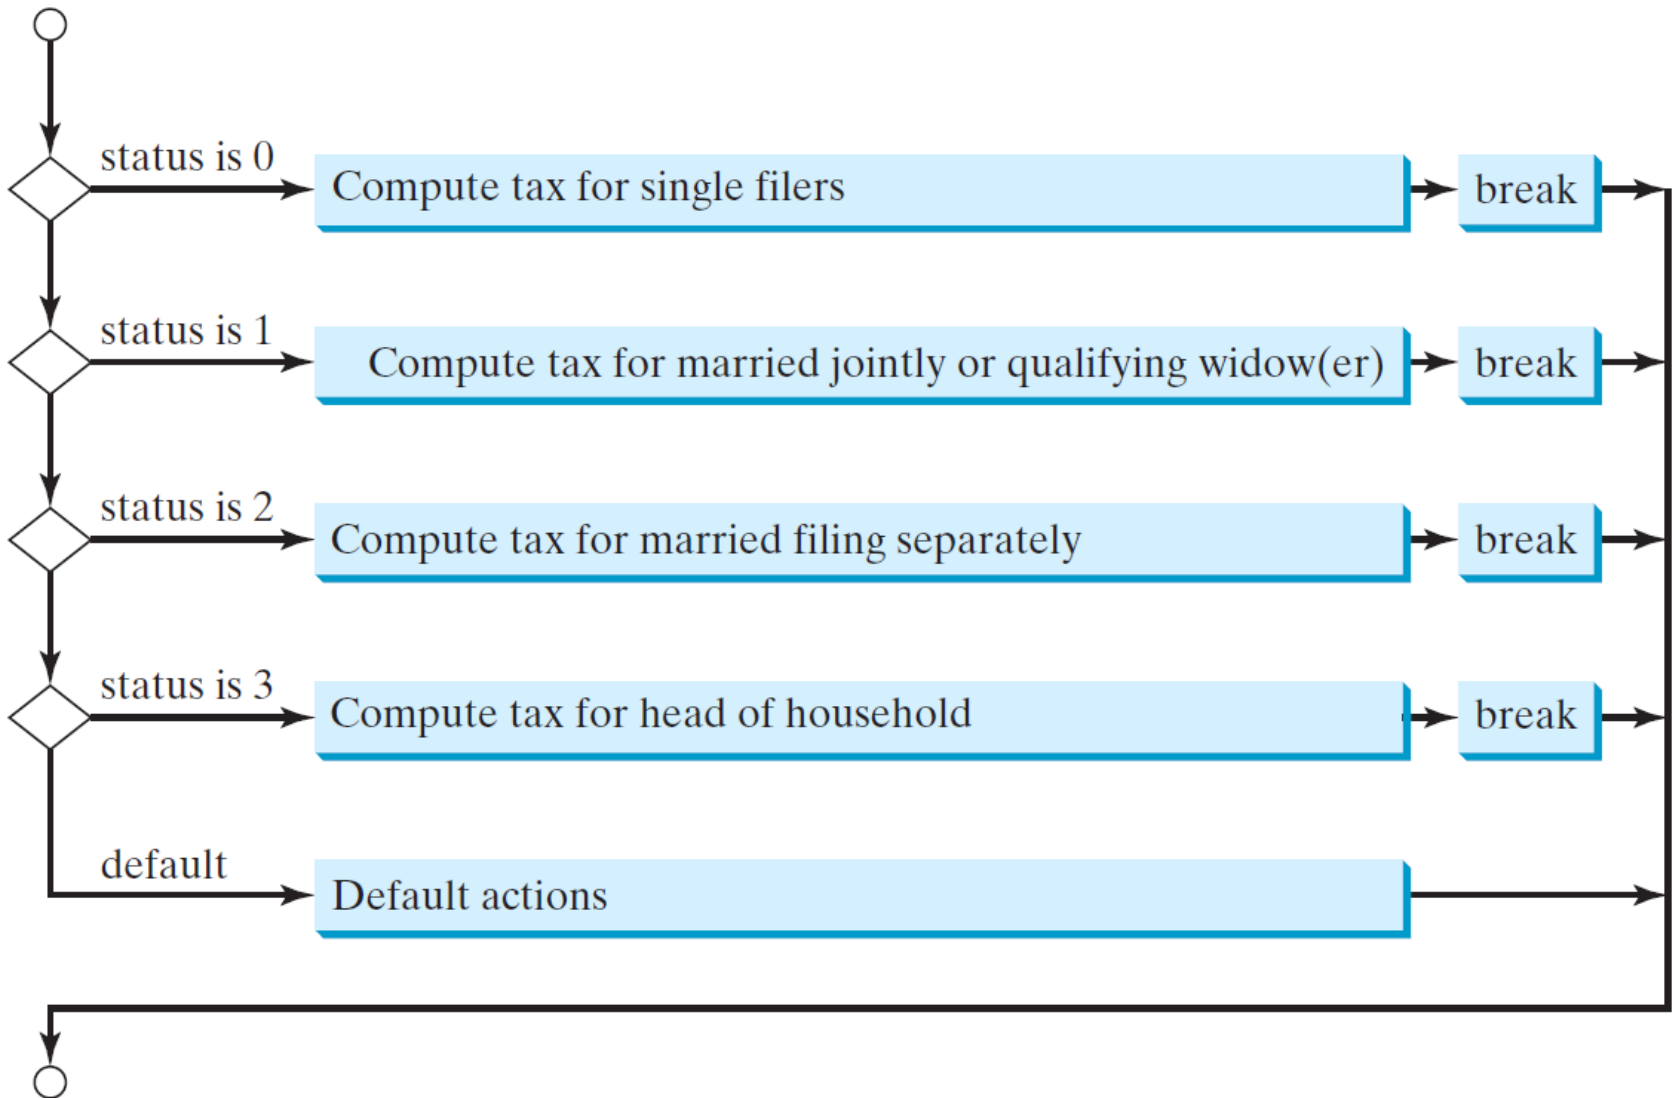 status is 0
Compute tax for single filers
break
status is 1
Compute tax for married jointly or qualifying widow(er)
break
status is 2
Compute tax for married filing separately
break
status is 3
Compute tax for head of household
break
default
Default actions